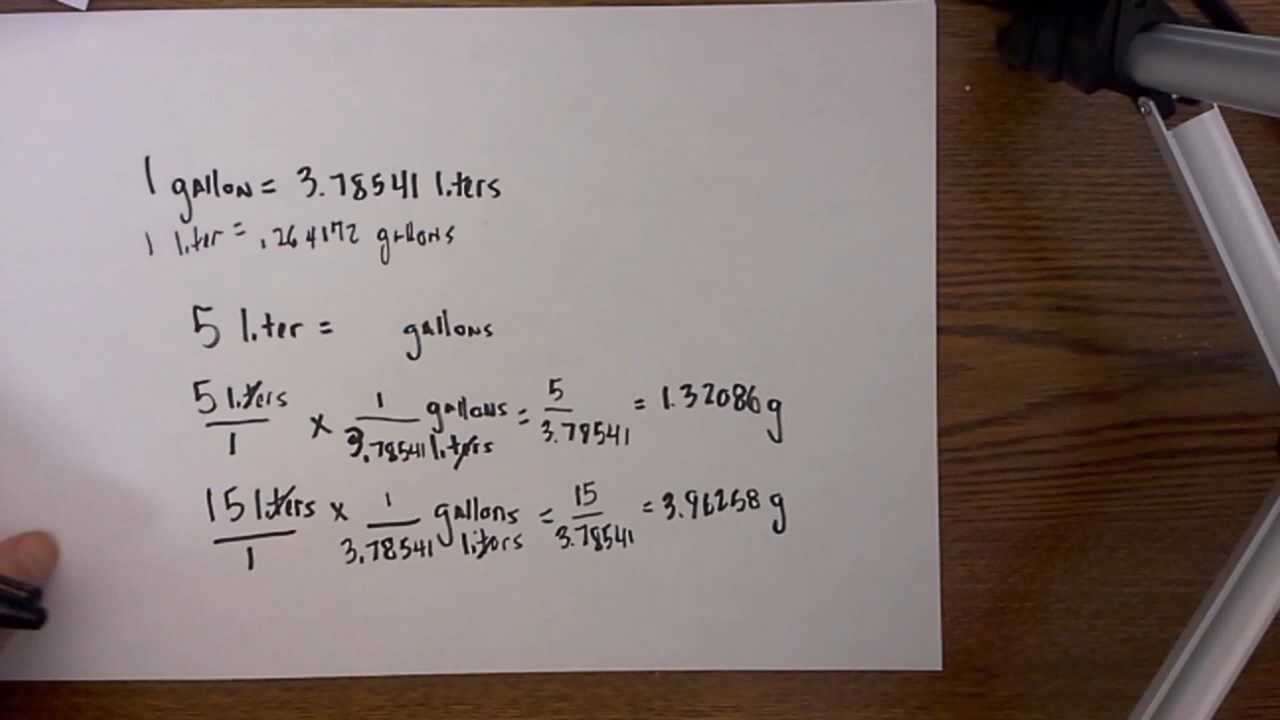 1 gallon = 3.78541 liters
1 liter = .264172 gallons
5 liter = gallons
5 liters / 1 × 1 / 3.78541 gallons / liters = 5 / 3.78541 = 1.32086 g
15 liters / 1 × 1 / 3.78541 gallons / liters = 15 / 3.78541 = 3.96258 g